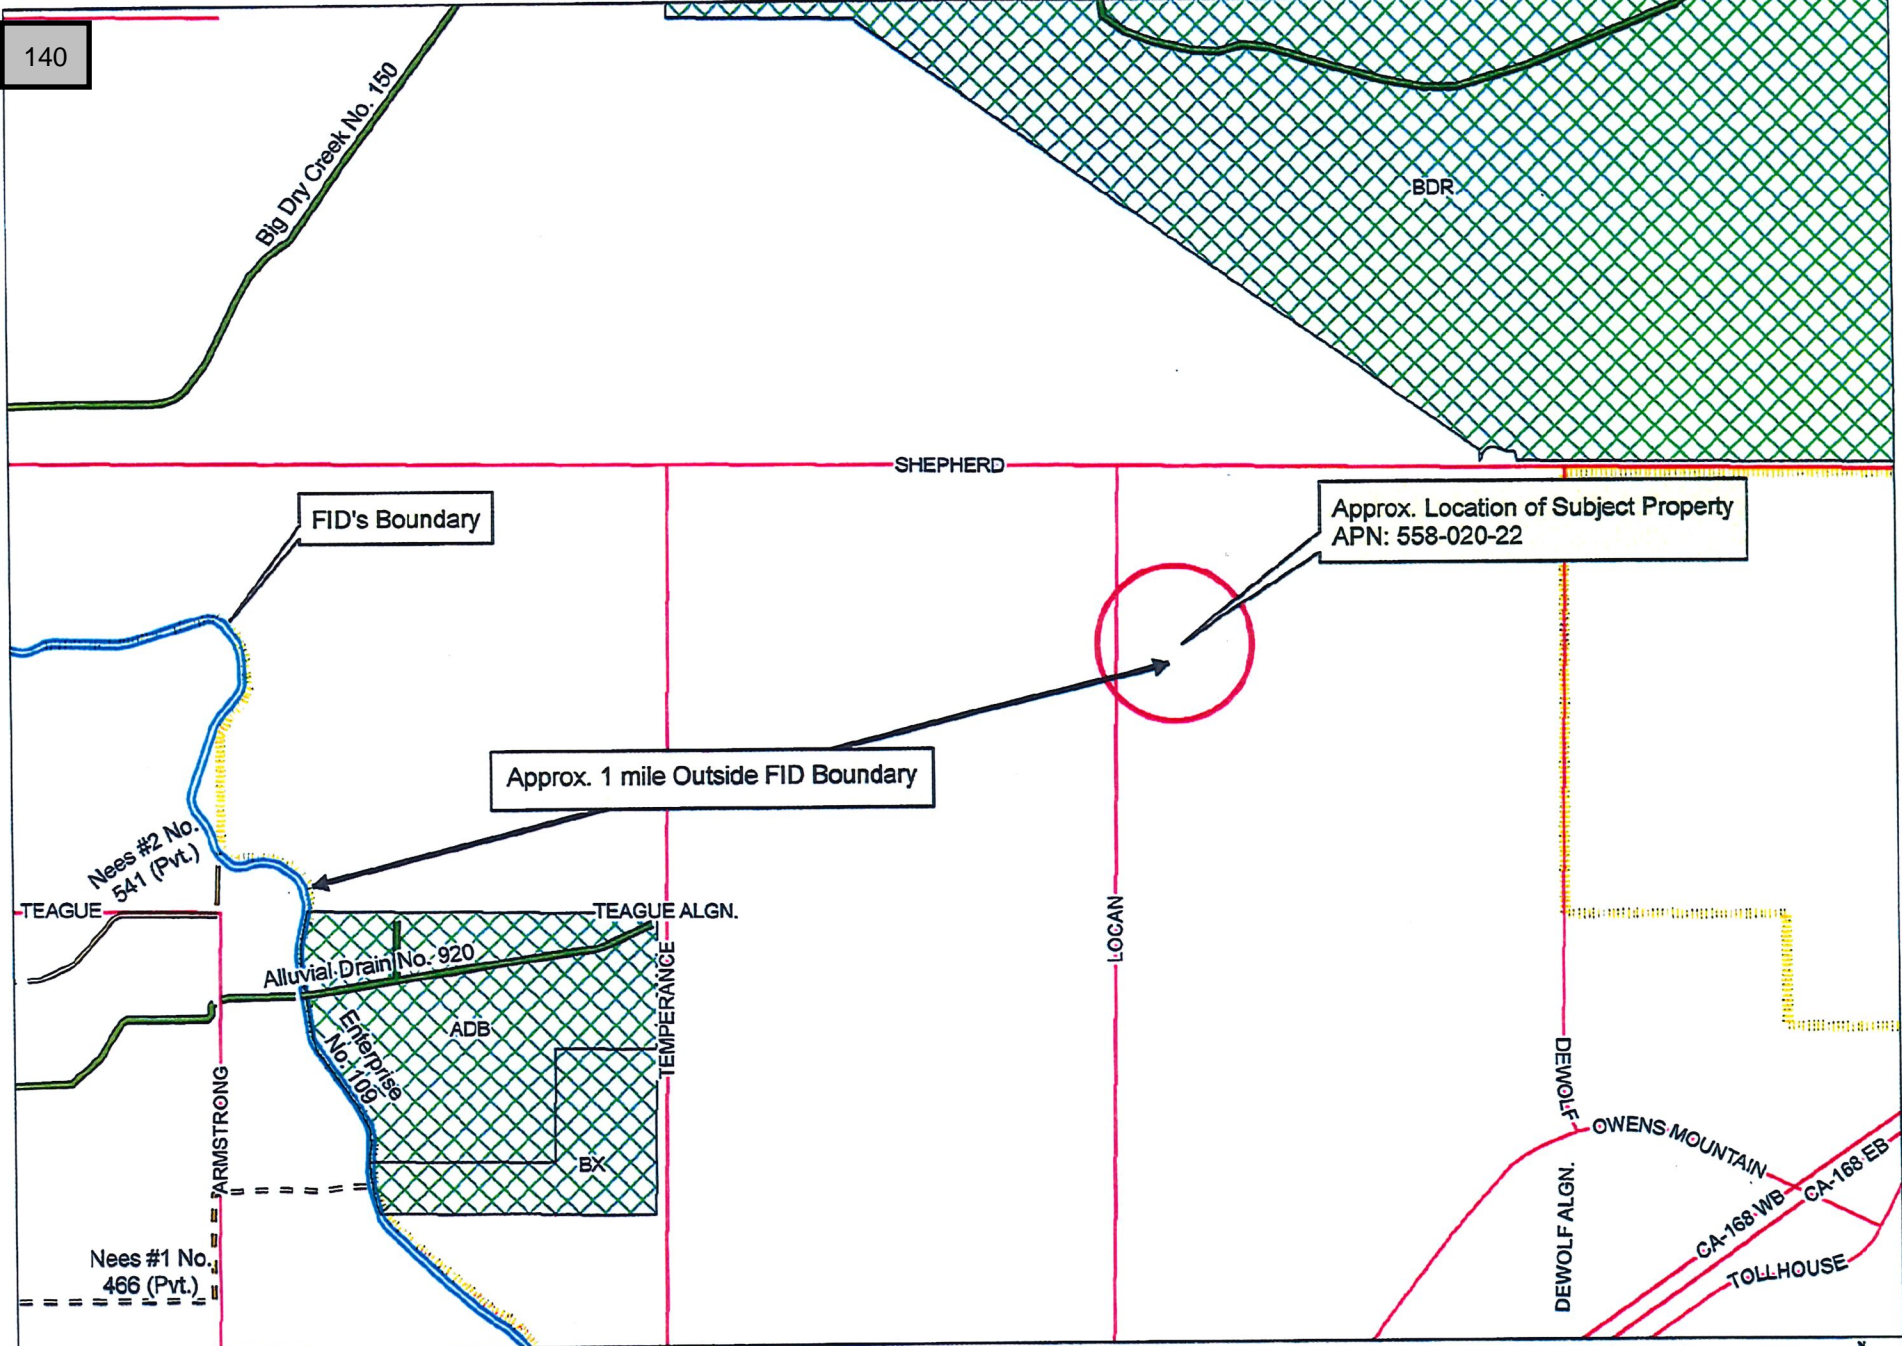 140
Big Dry Creek No. 150
BDR
SHEPHERD
FID's Boundary
Approx. Location of Subject Property
APN: 558-020-22
Approx. 1 mile Outside FID Boundary
Nees #2 No.
541 (Pvt.)
TEAGUE
TEAGUE ALGN.
Alluvial Drain No. 920
LOCAN
TEMPERANCE
Enterprise
No. 109
ADB
ARMSTRONG
BX
DEWOLF
OWENS MOUNTAIN
CA-168 WB
CA-168 EB
DEWOLF ALGN.
TOLLHOUSE
Nees #1 No.
466 (Pvt.)